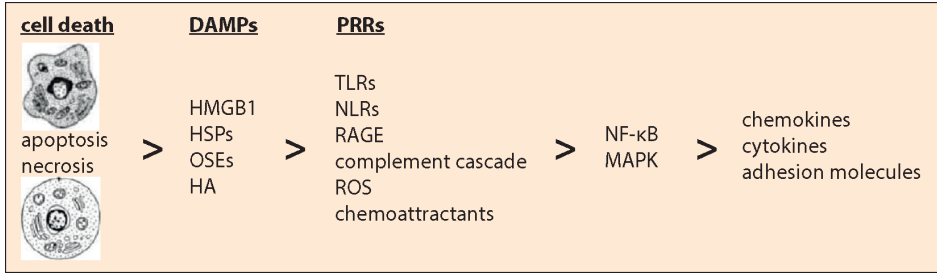 cell death
apoptosis
necrosis
>
DAMPs
HMGB1
HSPs
OSEs
HA
>
PRRs
TLRs
NLRs
RAGE
complement cascade
ROS
chemoattractants
>
NF-κB
MAPK
>
chemokines
cytokines
adhesion molecules